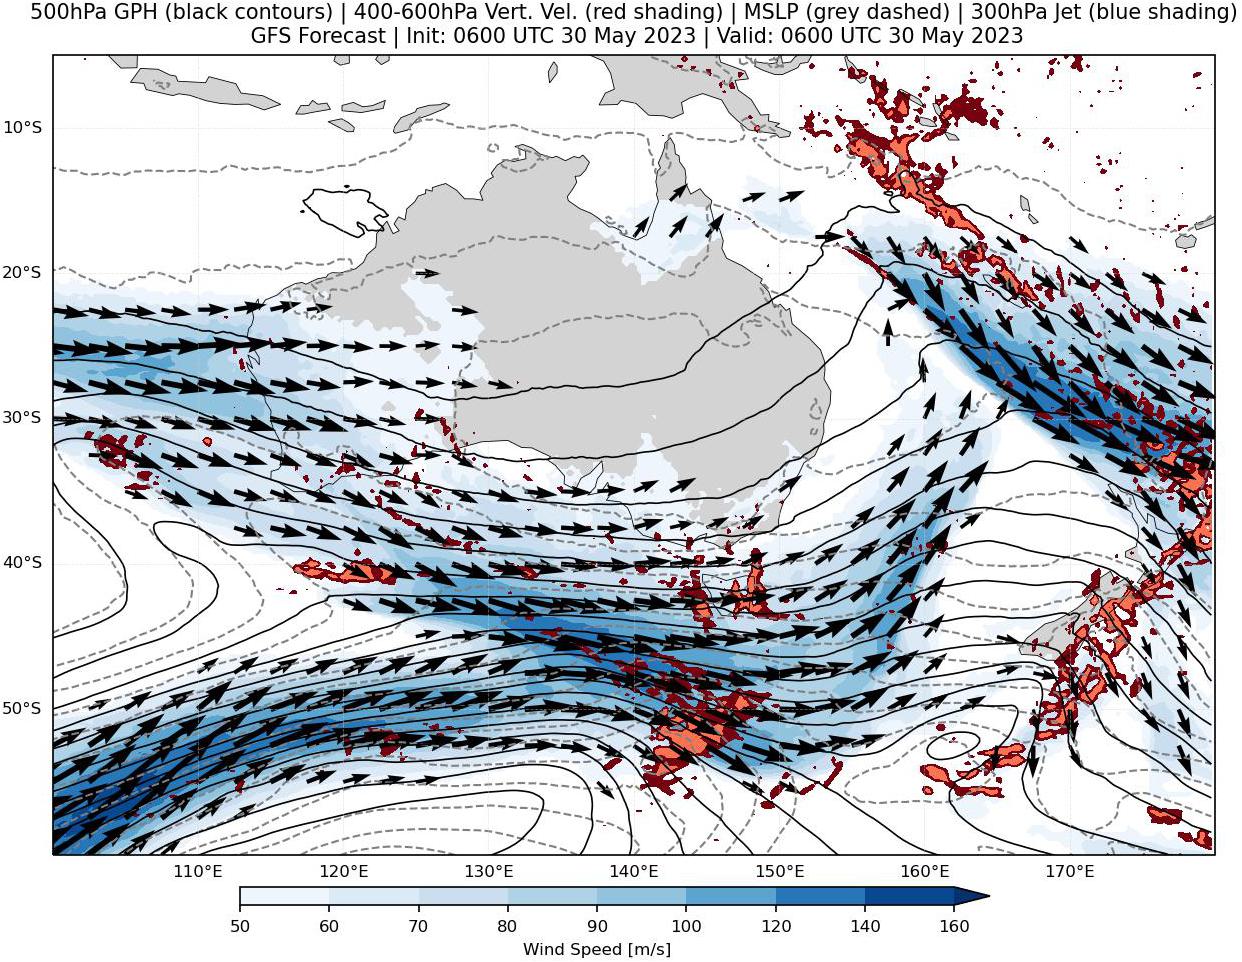 500hPa GPH (black contours) | 400-600hPa Vert. Vel. (red shading) | MSLP (grey dashed) | 300hPa Jet (blue shading)
GFS Forecast | Init: 0600 UTC 30 May 2023 | Valid: 0600 UTC 30 May 2023
10°S
20°S
30°S
40°S
50°S
110°E 120°E 130°E 140°E 150°E 160°E 170°E
50 60 70 80 90 100 120 140 160
Wind Speed [m/s]